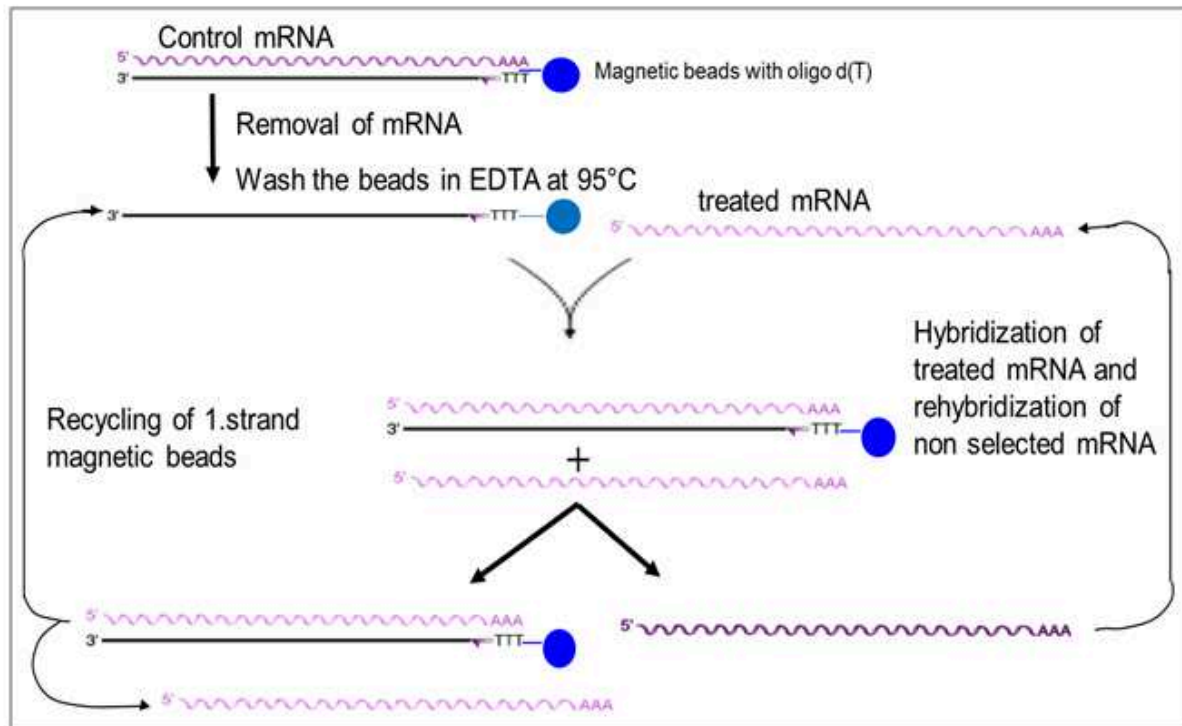 Control mRNA
5' AAA
3' TTT
Magnetic beads with oligo d(T)
Removal of mRNA
Wash the beads in EDTA at 95°C
3' TTT
treated mRNA
5' AAA
Hybridization of
treated mRNA and
rehybridization of
non selected mRNA
Recycling of 1.strand
magnetic beads
5' AAA
3' TTT
+
5' AAA
5' AAA
3' TTT
5' AAA
5' AAA